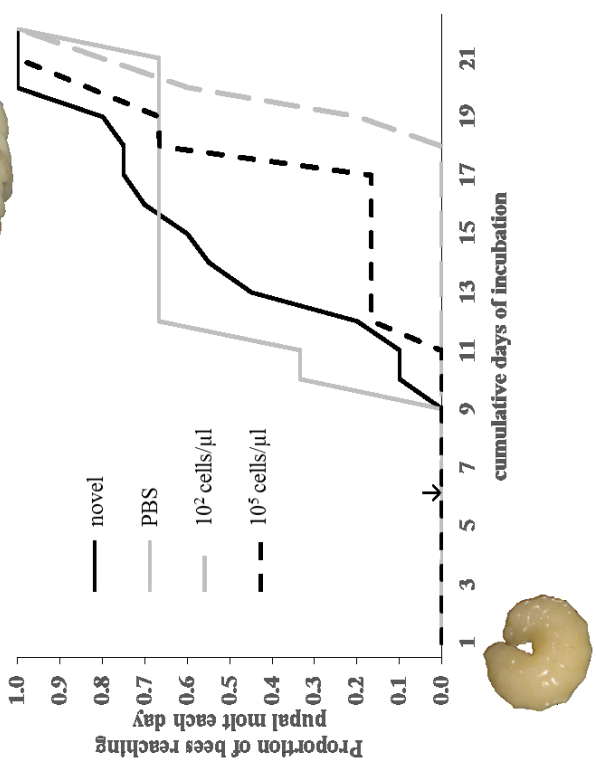 Proportion of bees reaching
pupal molt each day
1.0
0.9
0.8
0.7
0.6
0.5
0.4
0.3
0.2
0.1
0.0
novel
PBS
10² cells/µl
10⁵ cells/µl
1 3 5 7 9 11 13 15 17 19 21
cumulative days of incubation